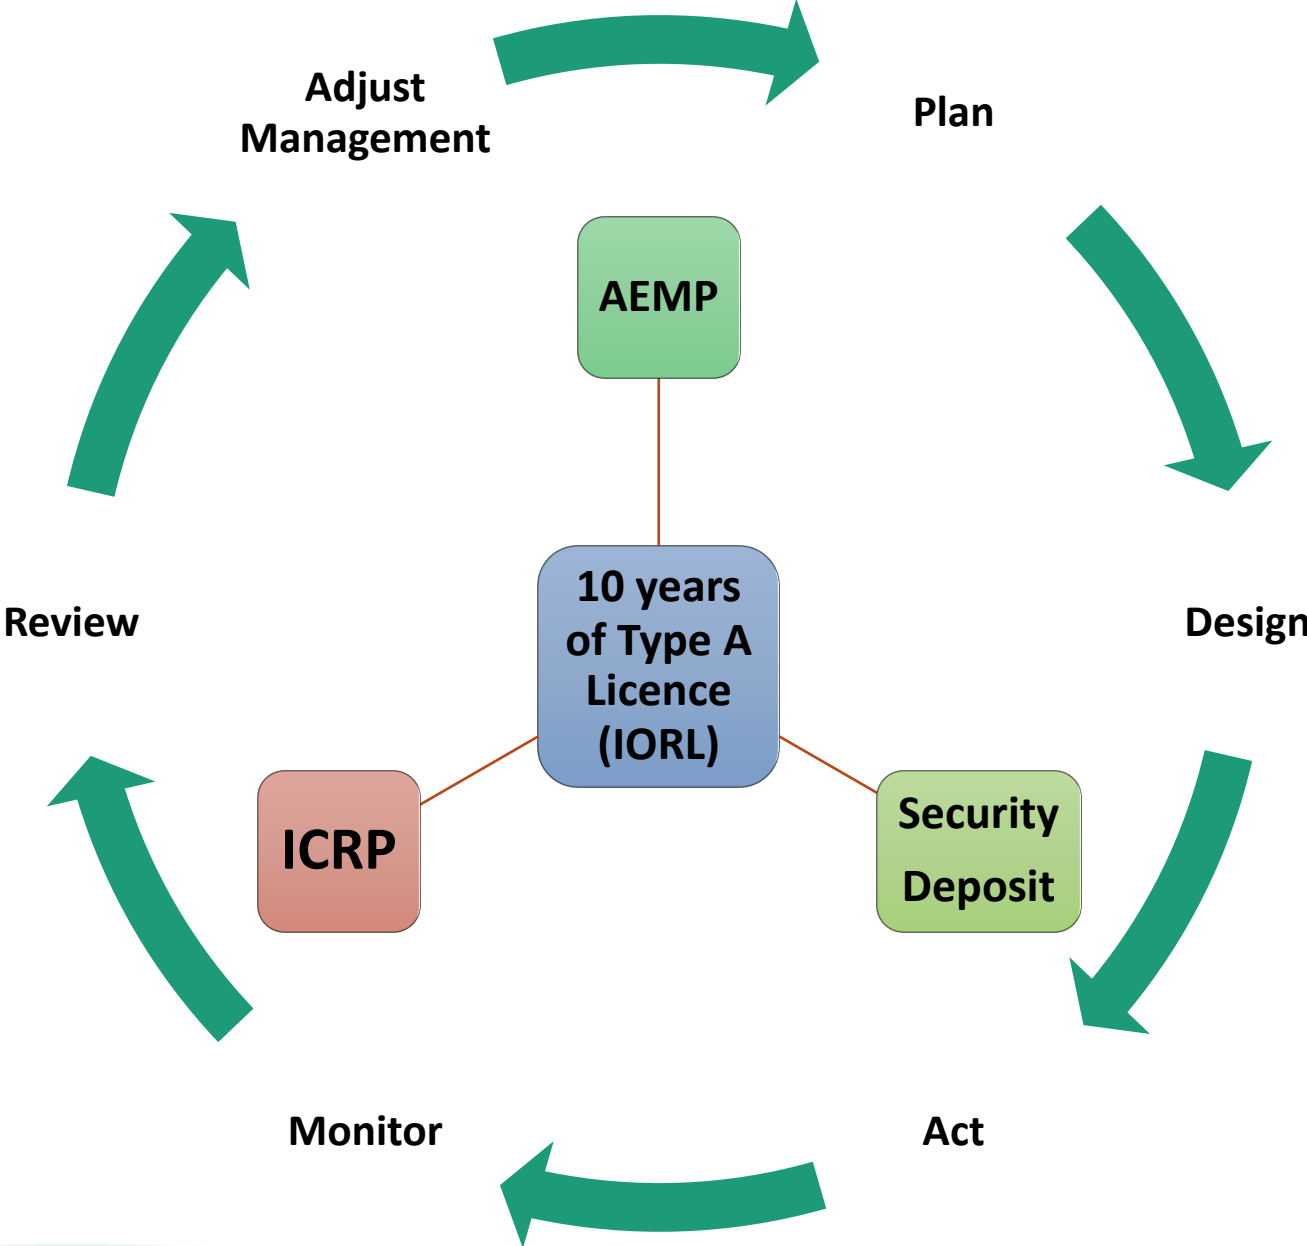 Adjust
Management
Plan
AEMP
10 years
of Type A
Licence
(IORL)
Review
Design
ICRP
Security
Deposit
Monitor
Act